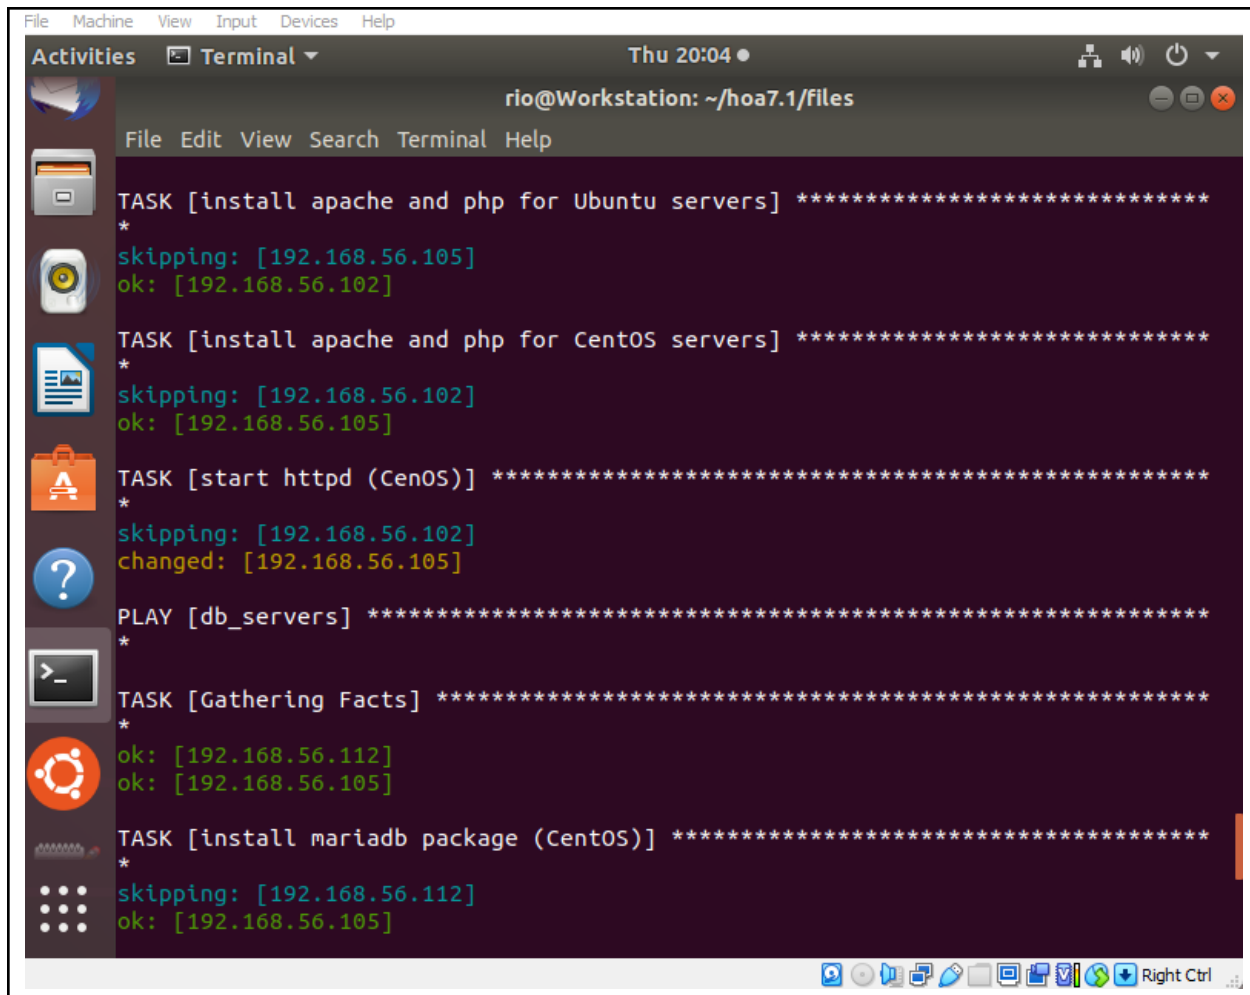 File Machine View Input Devices Help
Activities Terminal Thu 20:04
rio@Workstation: ~/hoa7.1/files
File Edit View Search Terminal Help
TASK [install apache and php for Ubuntu servers] ******************************
*
skipping: [192.168.56.105]
ok: [192.168.56.102]
TASK [install apache and php for CentOS servers] ******************************
*
skipping: [192.168.56.102]
ok: [192.168.56.105]
TASK [start httpd (CenOS)] ****************************************************
*
skipping: [192.168.56.102]
changed: [192.168.56.105]
PLAY [db_servers] *************************************************************
*
TASK [Gathering Facts] ********************************************************
*
ok: [192.168.56.112]
ok: [192.168.56.105]
TASK [install mariadb package (CentOS)] ***************************************
*
skipping: [192.168.56.112]
ok: [192.168.56.105]
Right Ctrl